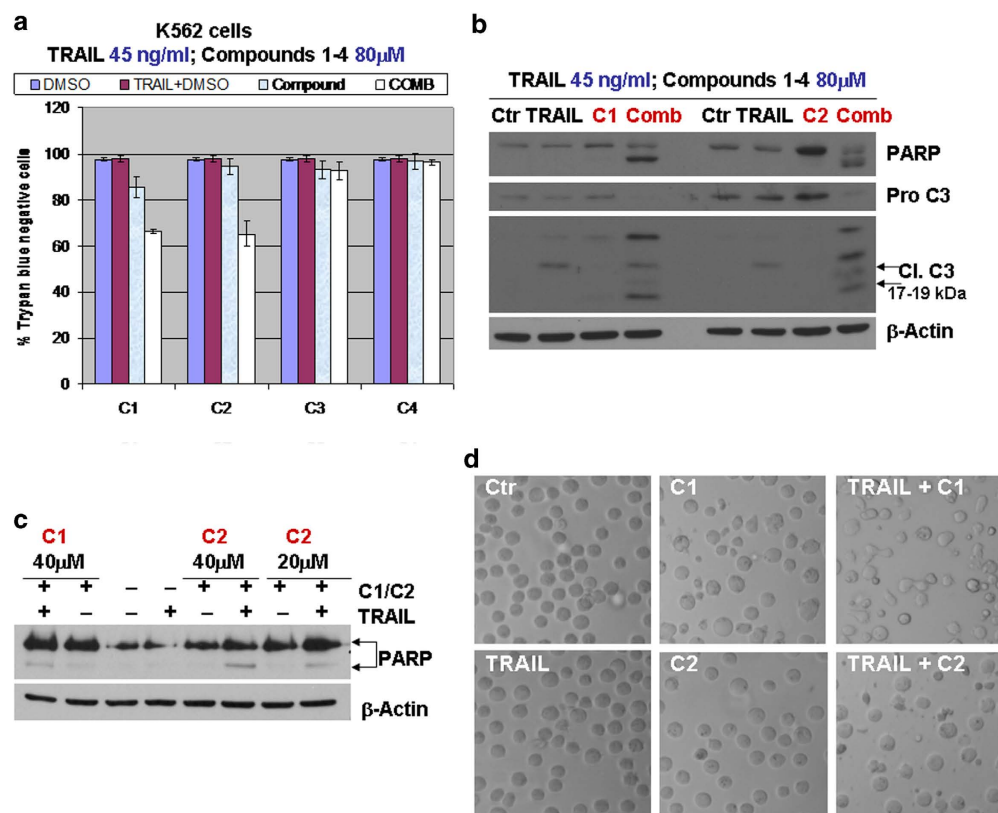 a
K562 cells
TRAIL 45 ng/ml; Compounds 1-4 80µM
DMSO TRAIL+DMSO Compound COMB
% Trypan blue negative cells
120
100
80
60
40
20
0
C1 C2 C3 C4
b
TRAIL 45 ng/ml; Compounds 1-4 80µM
Ctr TRAIL C1 Comb Ctr TRAIL C2 Comb
PARP
Pro C3
Cl. C3
17-19 kDa
β-Actin
c
C1 C2 C2
40µM 40µM 20µM
+ + – – + + + + C1/C2
+ – – + – + – + TRAIL
PARP
β-Actin
d
Ctr C1 TRAIL + C1
TRAIL C2 TRAIL + C2